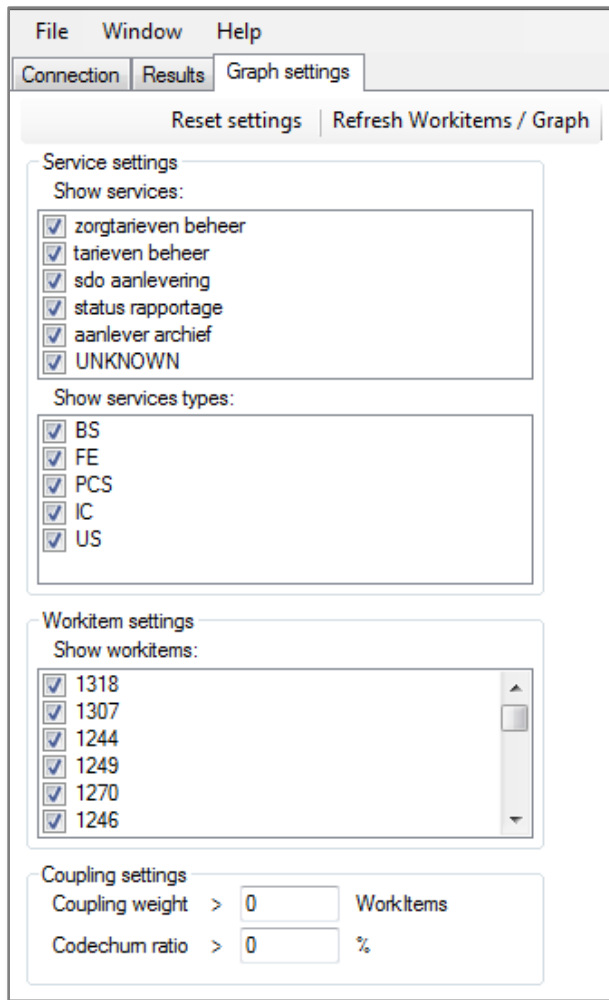 File Window Help
Connection Results Graph settings
Reset settings Refresh Workitems / Graph
Service settings
Show services:
zorgtarieven beheer
tarieven beheer
sdo aanlevering
status rapportage
aanlever archief
UNKNOWN
Show services types:
BS
FE
PCS
IC
US
Workitem settings
Show workitems:
1318
1307
1244
1249
1270
1246
Coupling settings
Coupling weight > 0 WorkItems
Codechurn ratio > 0 %